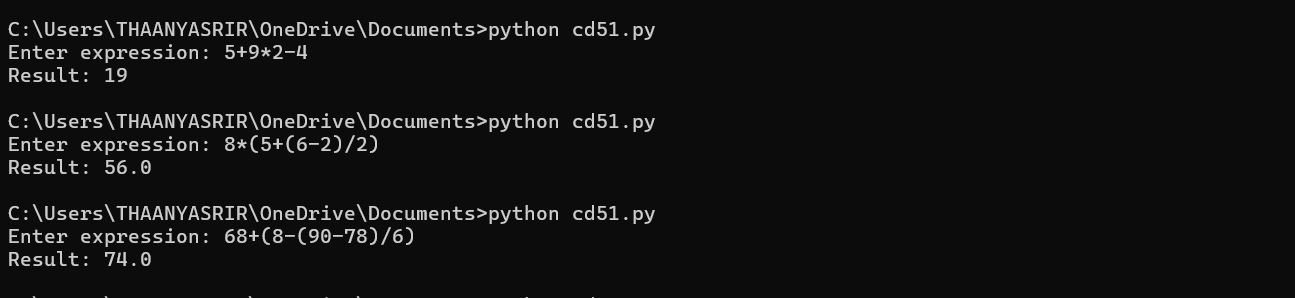 C:\Users\THAANYASRIR\OneDrive\Documents>python cd51.py
Enter expression: 5+9*2-4
Result: 19
C:\Users\THAANYASRIR\OneDrive\Documents>python cd51.py
Enter expression: 8*(5+(6-2)/2)
Result: 56.0
C:\Users\THAANYASRIR\OneDrive\Documents>python cd51.py
Enter expression: 68+(8-(90-78)/6)
Result: 74.0